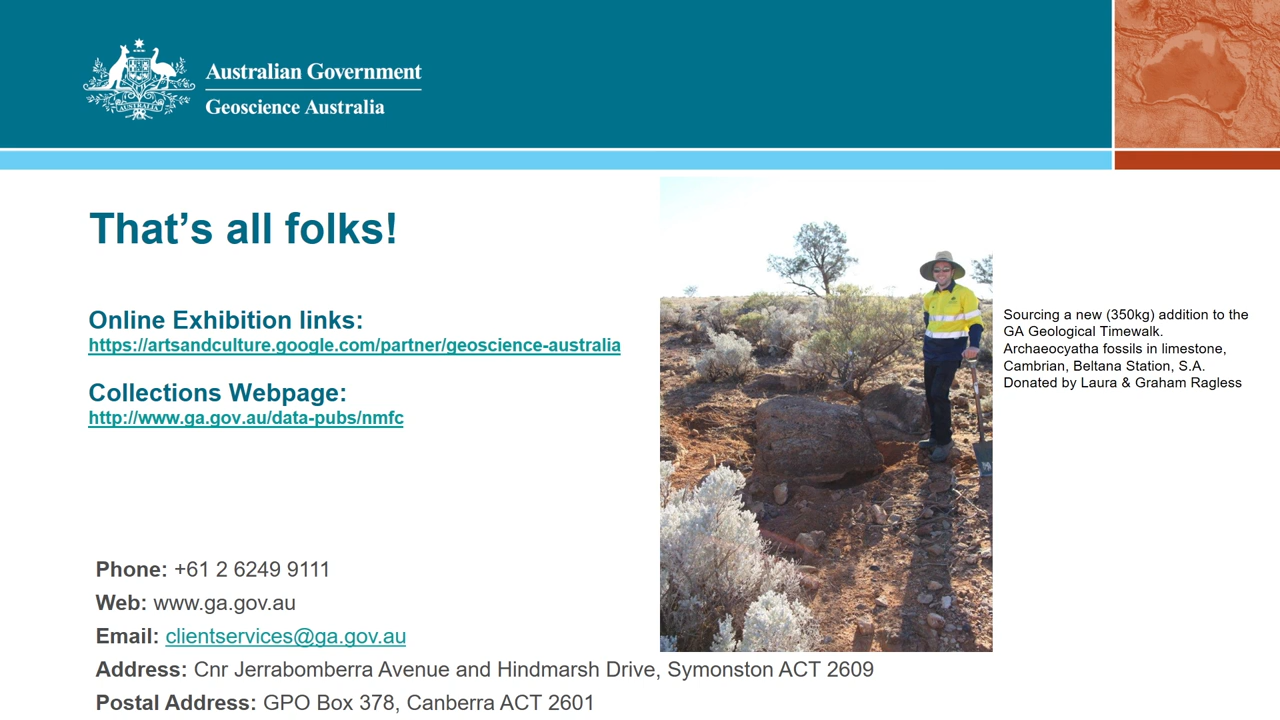 AUSTRALIA
Australian Government
Geoscience Australia
That's all folks!
Online Exhibition links:
https://artsandculture.google.com/partner/geoscience-australia
Collections Webpage:
http://www.ga.gov.au/data-pubs/nmfc
Sourcing a new (350kg) addition to the
GA Geological Timewalk.
Archaeocyatha fossils in limestone,
Cambrian, Beltana Station, S.A.
Donated by Laura & Graham Ragless
Phone: +61 2 6249 9111
Web: www.ga.gov.au
Email: clientservices@ga.gov.au
Address: Cnr Jerrabomberra Avenue and Hindmarsh Drive, Symonston ACT 2609
Postal Address: GPO Box 378, Canberra ACT 2601